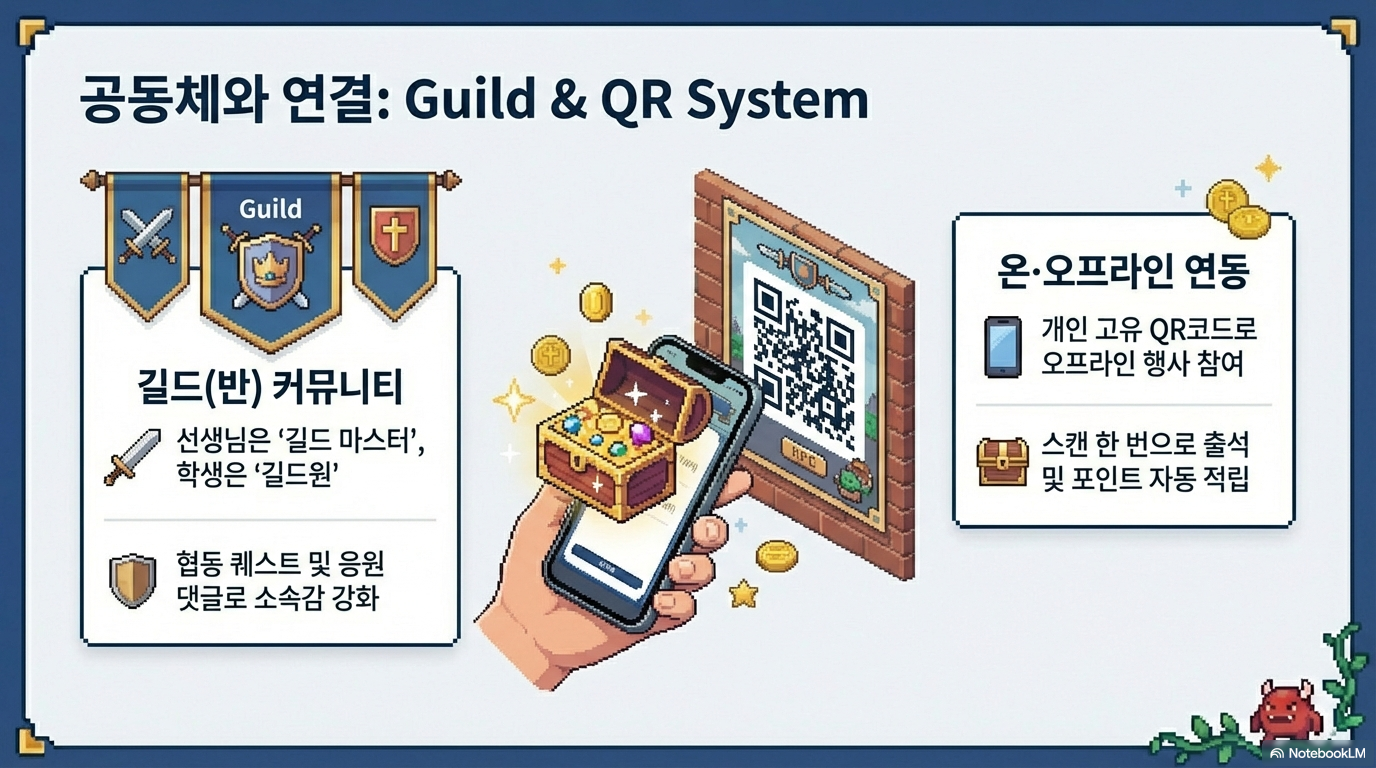 공동체와 연결: Guild & QR System
Guild
길드(반) 커뮤니티
선생님은 ‘길드 마스터’,
학생은 ‘길드원’
협동 퀘스트 및 응원
댓글로 소속감 강화
RPG
온·오프라인 연동
개인 고유 QR코드로
오프라인 행사 참여
스캔 한 번으로 출석
및 포인트 자동 적립
NotebookLM